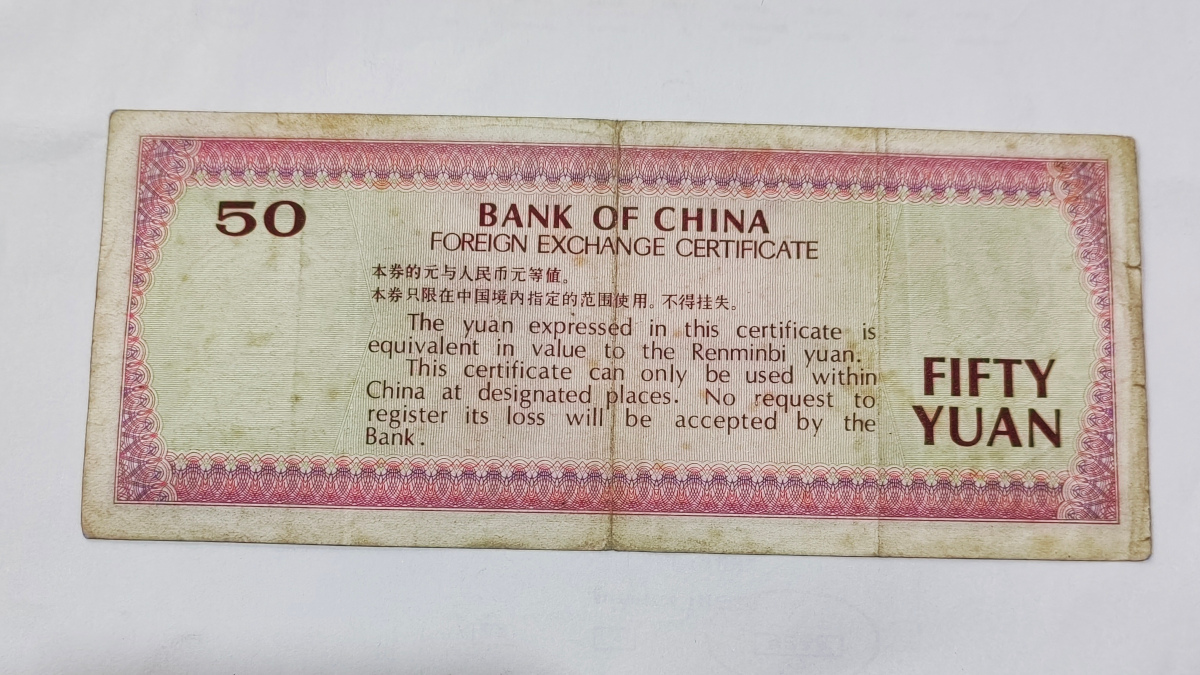 50
BANK OF CHINA
FOREIGN EXCHANGE CERTIFICATE
本券的元与人民币元等値。
本券只限在中国境内指定的范围使用。不得挂失。
The yuan expressed in this certificate is
equivalent in value to the Renminbi yuan.
This certificate can only be used within
China at designated places. No request to
register its loss will be accepted by the
Bank.
FIFTY
YUAN